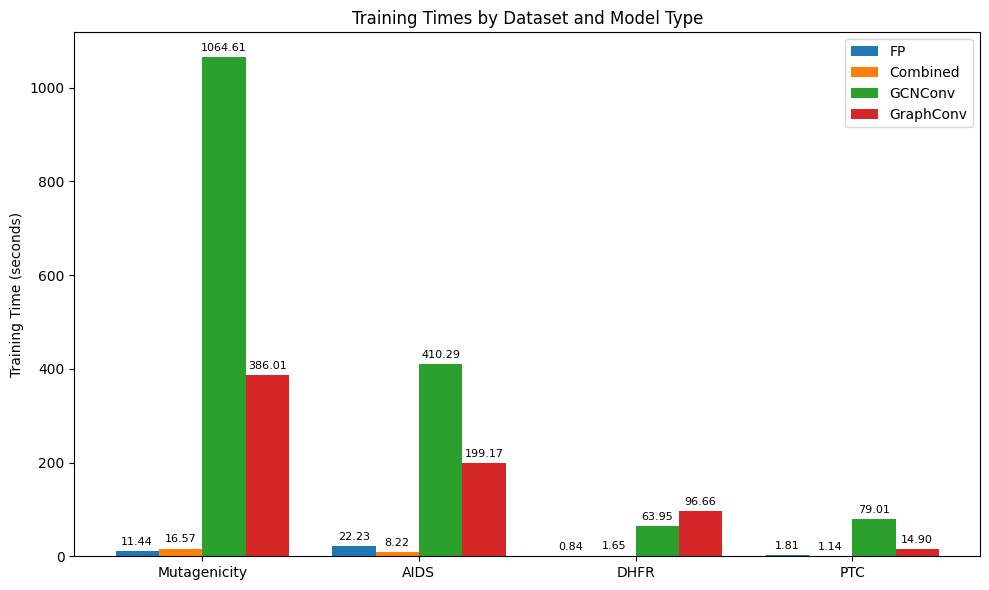 Training Times by Dataset and Model Type
FP
Combined
GCNConv
GraphConv
Training Time (seconds)
1000
800
600
400
200
0
11.44
16.57
1064.61
386.01
22.23
8.22
410.29
199.17
0.84
1.65
63.95
96.66
1.81
1.14
79.01
14.90
Mutagenicity
AIDS
DHFR
PTC